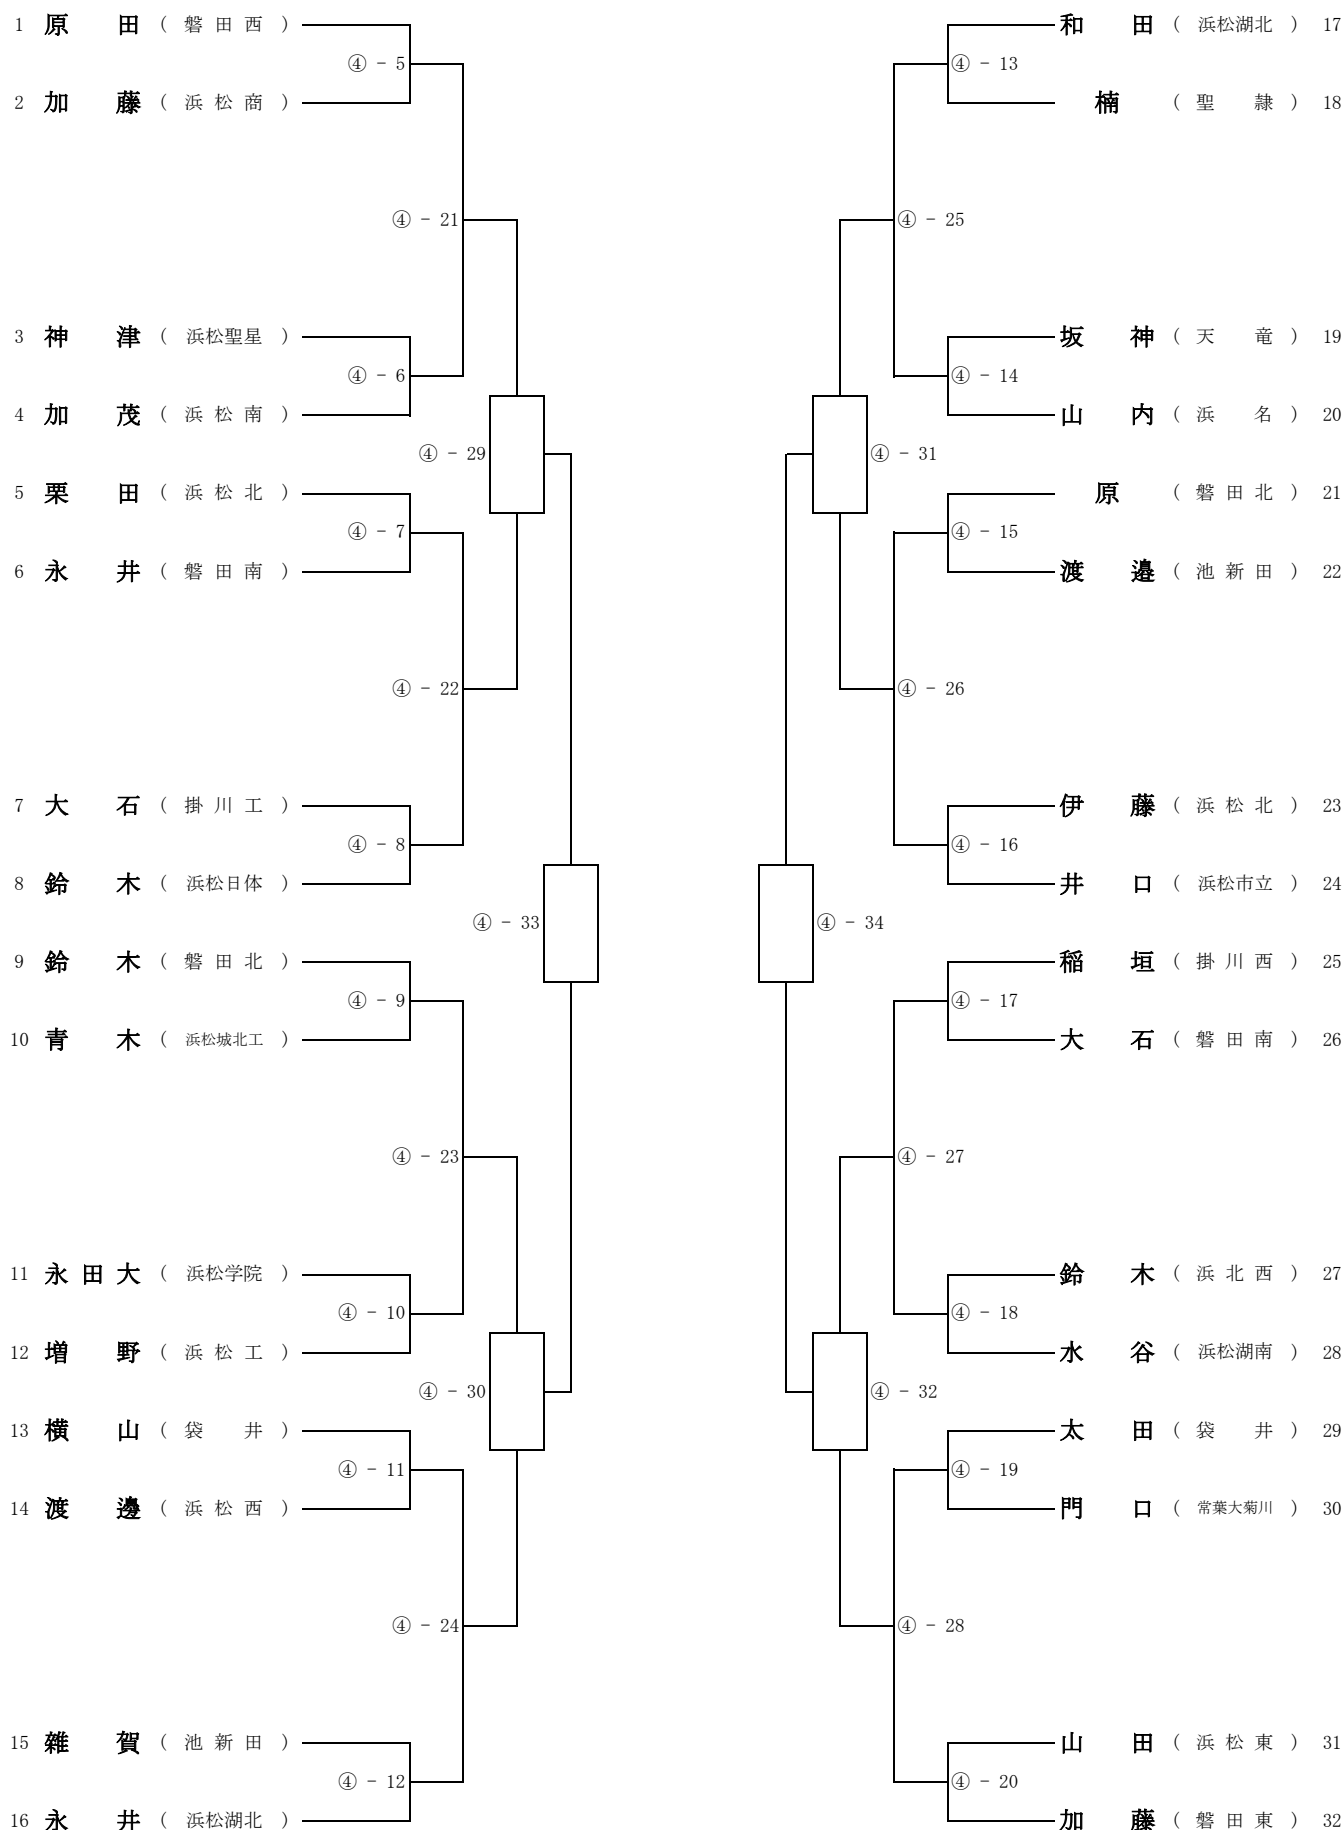 1 原 田 ( 磐 田 西 )
④ - 5
2 加 藤 ( 浜 松 商 )
④ - 21
3 神 津 ( 浜松聖星 )
④ - 6
4 加 茂 ( 浜 松 南 )
④ - 29
5 栗 田 ( 浜 松 北 )
④ - 7
6 永 井 ( 磐 田 南 )
④ - 22
7 大 石 ( 掛 川 工 )
④ - 8
8 鈴 木 ( 浜松日体 )
④ - 33
9 鈴 木 ( 磐 田 北 )
④ - 9
10 青 木 ( 浜松城北工 )
④ - 23
11 永 田 大 ( 浜松学院 )
④ - 10
12 増 野 ( 浜 松 工 )
④ - 30
13 横 山 ( 袋 井 )
④ - 11
14 渡 邊 ( 浜 松 西 )
④ - 24
15 雑 賀 ( 池 新 田 )
④ - 12
16 永 井 ( 浜松湖北 )
和 田 ( 浜松湖北 ) 17
④ - 13
楠 ( 聖 隷 ) 18
④ - 25
坂 神 ( 天 竜 ) 19
④ - 14
山 内 ( 浜 名 ) 20
④ - 31
原 ( 磐 田 北 ) 21
④ - 15
渡 邉 ( 池 新 田 ) 22
④ - 26
伊 藤 ( 浜 松 北 ) 23
④ - 16
井 口 ( 浜松市立 ) 24
④ - 34
稲 垣 ( 掛 川 西 ) 25
④ - 17
大 石 ( 磐 田 南 ) 26
④ - 27
鈴 木 ( 浜 北 西 ) 27
④ - 18
水 谷 ( 浜松湖南 ) 28
④ - 32
太 田 ( 袋 井 ) 29
④ - 19
門 口 ( 常葉大菊川 ) 30
④ - 28
山 田 ( 浜 松 東 ) 31
④ - 20
加 藤 ( 磐 田 東 ) 32